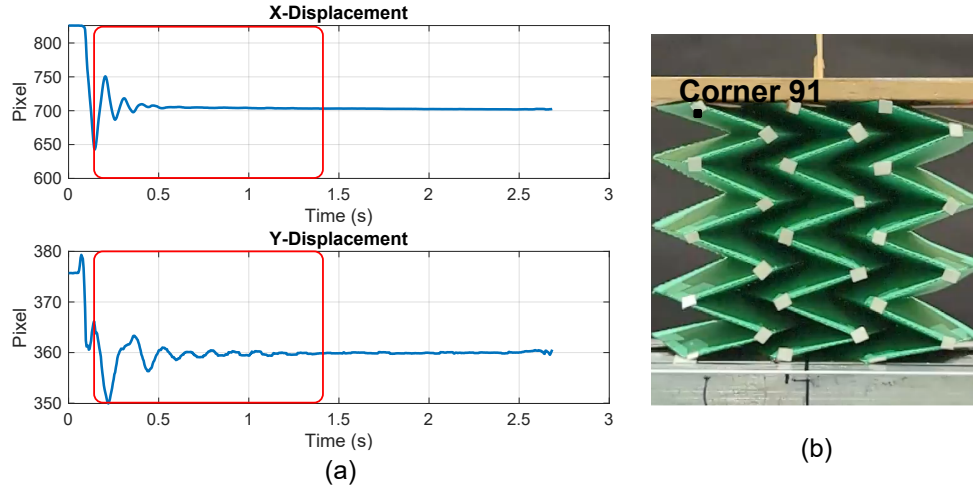 X-Displacement
Pixel
800
750
700
650
600
0 0.5 1 1.5 2 2.5 3
Time (s)
Y-Displacement
Pixel
380
370
360
350
0 0.5 1 1.5 2 2.5 3
Time (s)
(a)
Corner 91
(b)